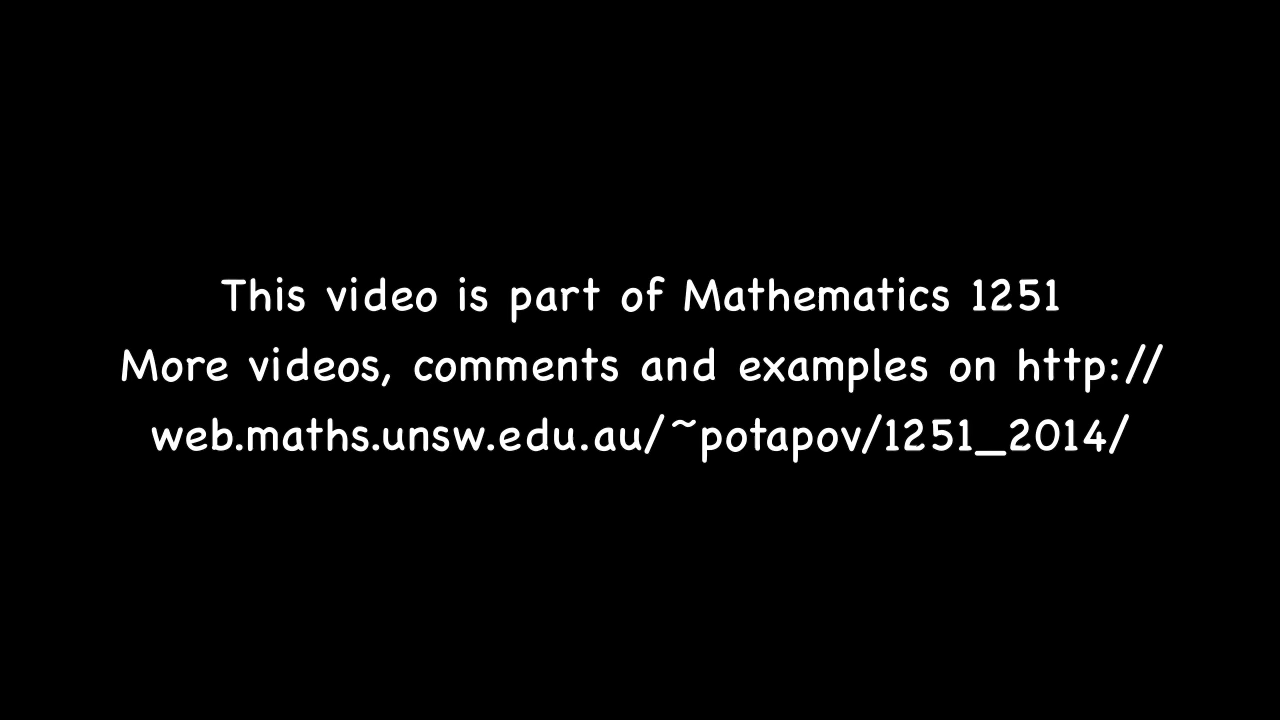 This video is part of Mathematics 1251
More videos, comments and examples on http://
web.maths.unsw.edu.au/~potapov/1251_2014/